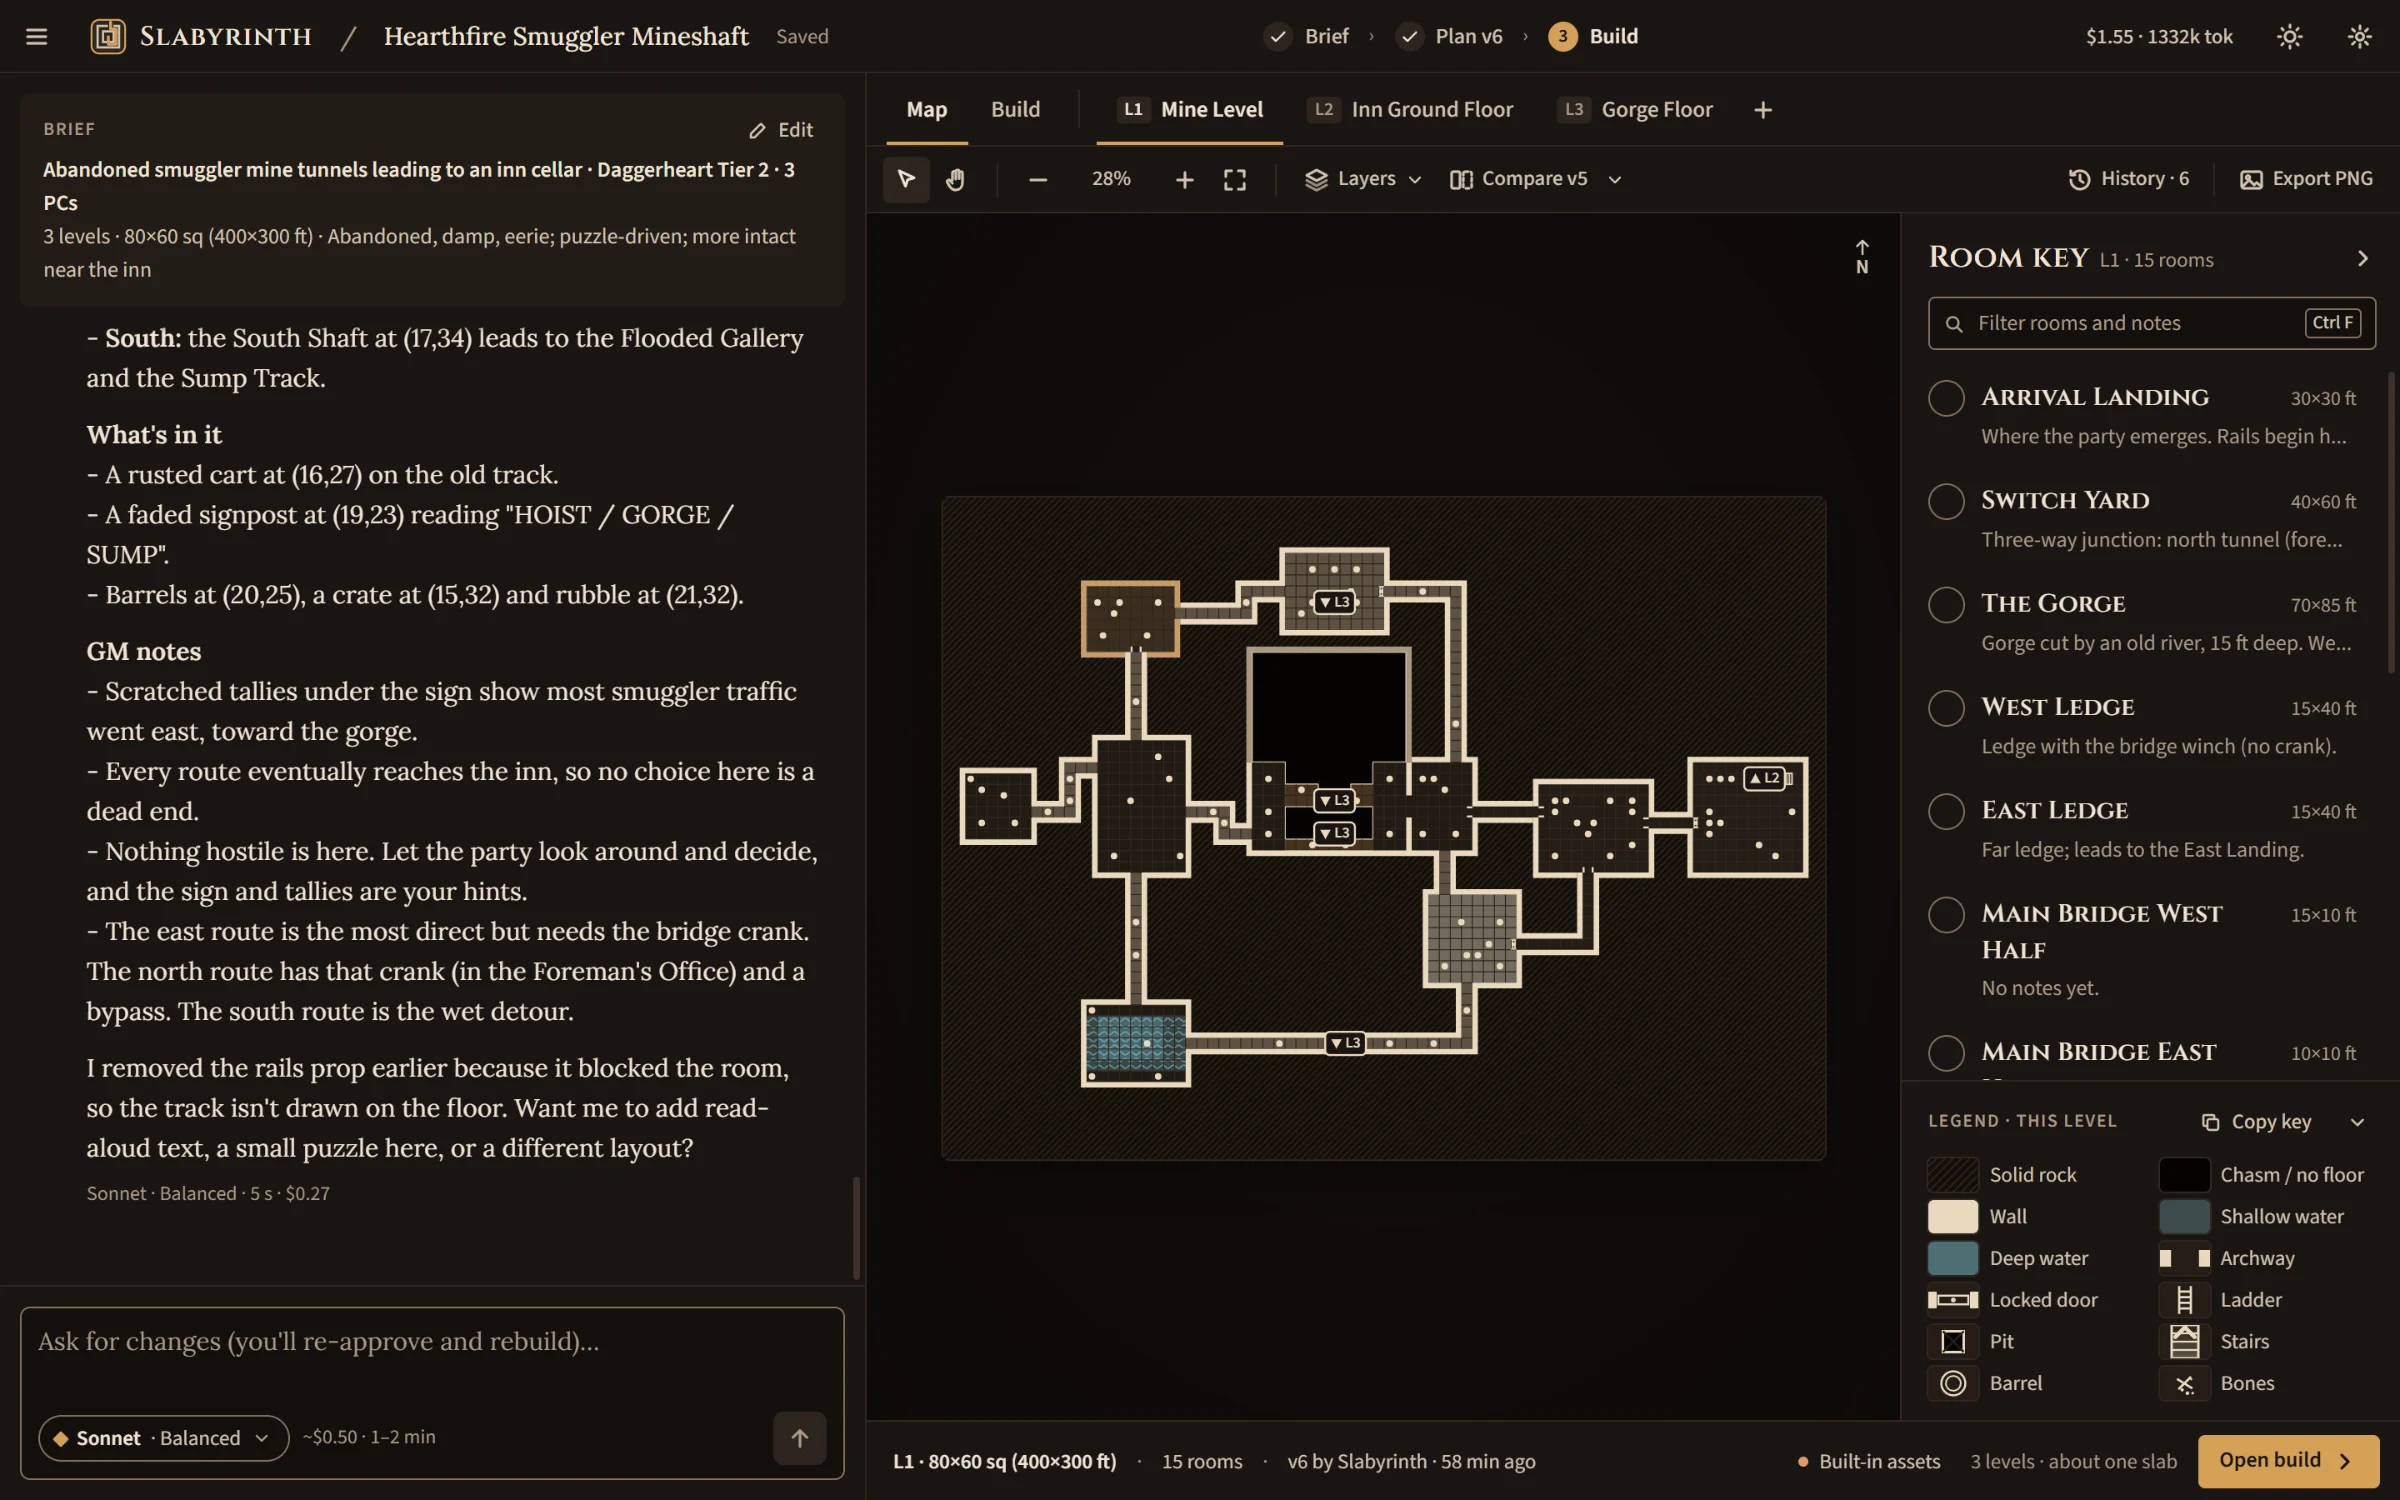 SLABYRINTH / Hearthfire Smuggler Mineshaft Saved
Brief › Plan v6 › 3 Build
$1.55 · 1332k tok
BRIEF
Edit
Abandoned smuggler mine tunnels leading to an inn cellar · Daggerheart Tier 2 · 3
PCs
3 levels · 80×60 sq (400×300 ft) · Abandoned, damp, eerie; puzzle-driven; more intact
near the inn
- South: the South Shaft at (17,34) leads to the Flooded Gallery
and the Sump Track.
What's in it
- A rusted cart at (16,27) on the old track.
- A faded signpost at (19,23) reading "HOIST / GORGE /
SUMP".
- Barrels at (20,25), a crate at (15,32) and rubble at (21,32).
GM notes
- Scratched tallies under the sign show most smuggler traffic
went east, toward the gorge.
- Every route eventually reaches the inn, so no choice here is a
dead end.
- Nothing hostile is here. Let the party look around and decide,
and the sign and tallies are your hints.
- The east route is the most direct but needs the bridge crank.
The north route has that crank (in the Foreman's Office) and a
bypass. The south route is the wet detour.
I removed the rails prop earlier because it blocked the room,
so the track isn't drawn on the floor. Want me to add read-
aloud text, a small puzzle here, or a different layout?
Sonnet · Balanced · 5 s · $0.27
Ask for changes (you'll re-approve and rebuild)...
Sonnet · Balanced
~$0.50 · 1–2 min
Map Build L1 Mine Level L2 Inn Ground Floor L3 Gorge Floor +
28%
Layers
Compare v5
History · 6
Export PNG
N
▼ L3
▲ L2
▼ L3
▼ L3
▼ L3
ROOM KEY L1 · 15 rooms
Filter rooms and notes
Ctrl F
ARRIVAL LANDING 30×30 ft
Where the party emerges. Rails begin h...
SWITCH YARD 40×60 ft
Three-way junction: north tunnel (fore...
THE GORGE 70×85 ft
Gorge cut by an old river, 15 ft deep. We...
WEST LEDGE 15×40 ft
Ledge with the bridge winch (no crank).
EAST LEDGE 15×40 ft
Far ledge; leads to the East Landing.
MAIN BRIDGE WEST 15×10 ft
HALF
No notes yet.
MAIN BRIDGE EAST 10×10 ft
LEGEND · THIS LEVEL
Copy key
Solid rock
Chasm / no floor
Wall
Shallow water
Deep water
Archway
Locked door
Ladder
Pit
Stairs
Barrel
Bones
L1 · 80×60 sq (400×300 ft) · 15 rooms · v6 by Slabyrinth · 58 min ago
Built-in assets
3 levels · about one slab
Open build